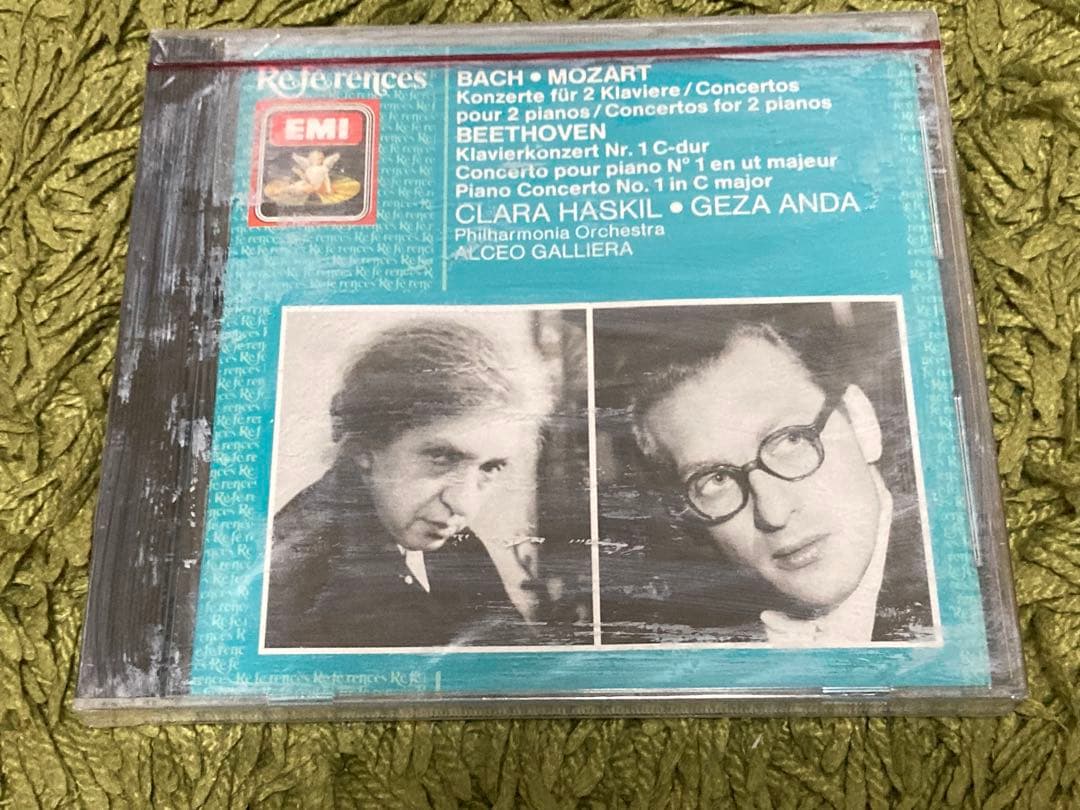 Références
EMI
BACH • MOZART
Konzerte für 2 Klaviere / Concertos
pour 2 pianos / Concertos for 2 pianos
BEETHOVEN
Klavierkonzert Nr. 1 C-dur
Concerto pour piano N° 1 en ut majeur
Piano Concerto No. 1 in C major
CLARA HASKIL • GEZA ANDA
Philharmonia Orchestra
ALCEO GALLIERA